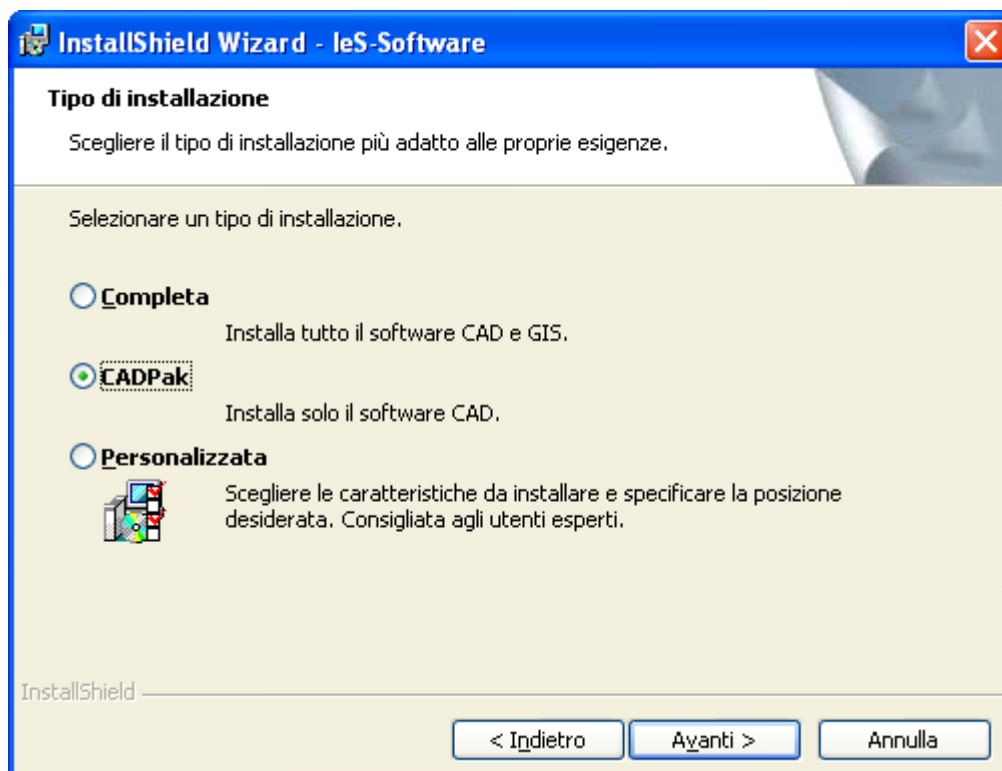 InstallShield Wizard - IeS-Software
Tipo di installazione
Scegliere il tipo di installazione più adatto alle proprie esigenze.
Selezionare un tipo di installazione.
Completa
Installa tutto il software CAD e GIS.
CADPak
Installa solo il software CAD.
Personalizzata
Scegliere le caratteristiche da installare e specificare la posizione
desiderata. Consigliata agli utenti esperti.
InstallShield
< Indietro
Avanti >
Annulla